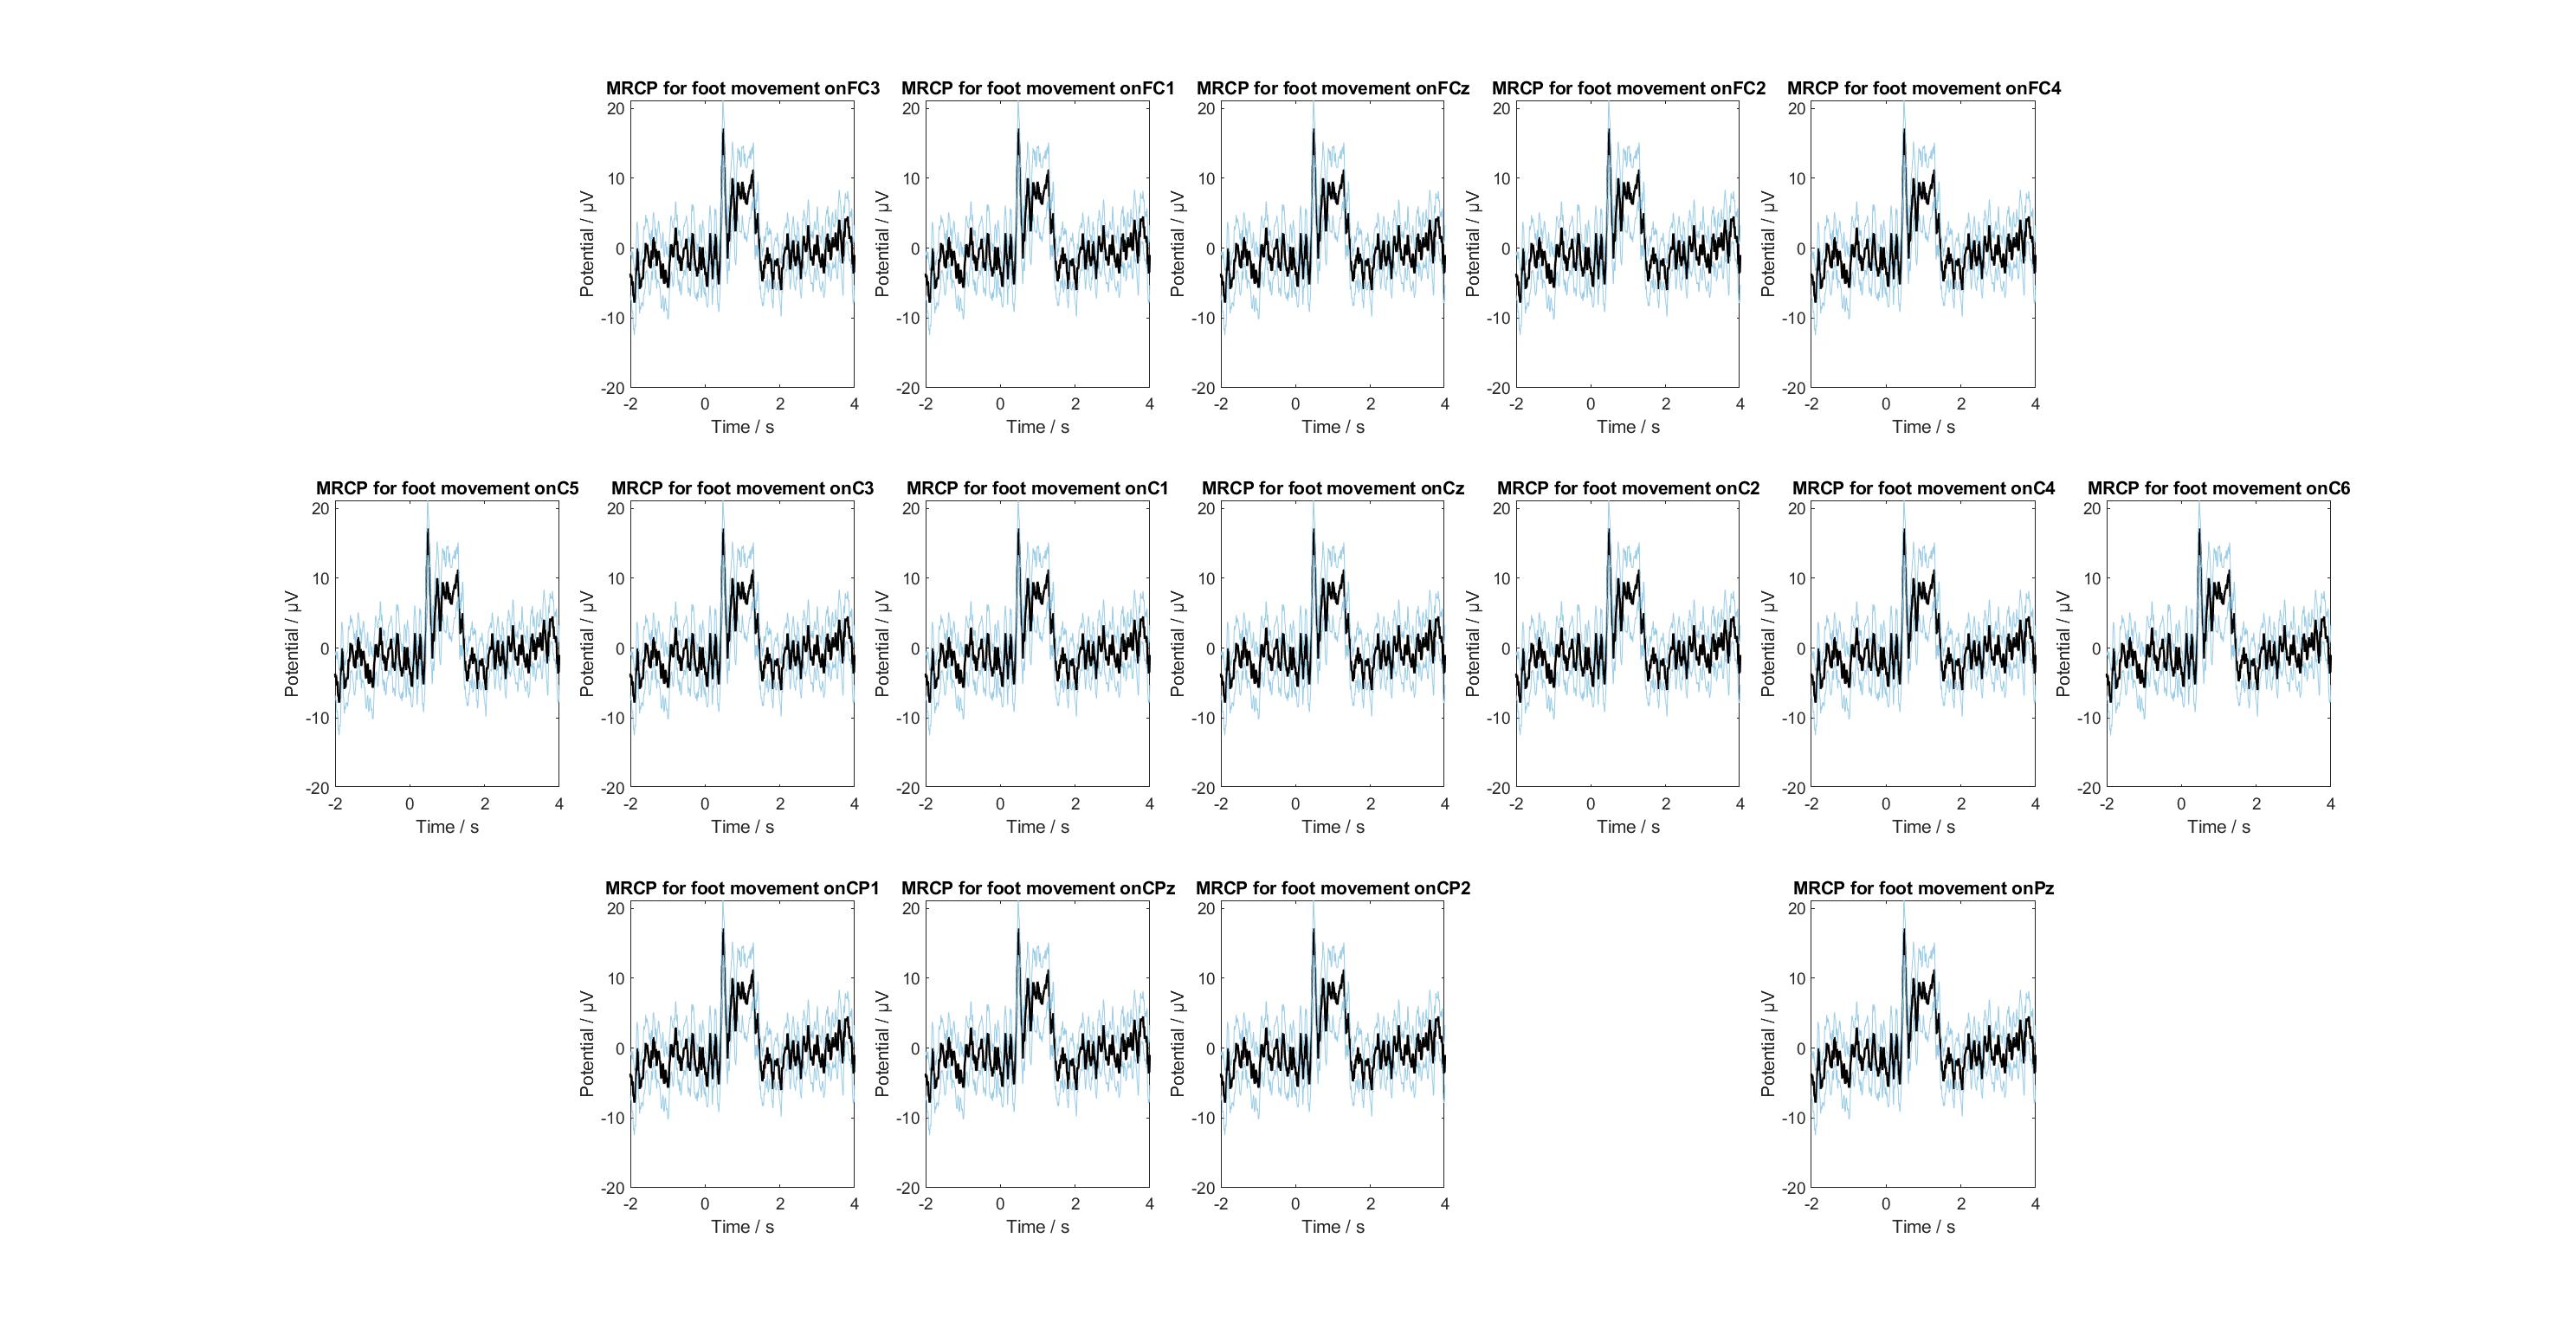 MRCP for foot movement onFC3
20
10
0
-10
-20
-2 0 2 4
Time / s
Potential / µV
MRCP for foot movement onFC1
20
10
0
-10
-20
-2 0 2 4
Time / s
Potential / µV
MRCP for foot movement onFCz
20
10
0
-10
-20
-2 0 2 4
Time / s
Potential / µV
MRCP for foot movement onFC2
20
10
0
-10
-20
-2 0 2 4
Time / s
Potential / µV
MRCP for foot movement onFC4
20
10
0
-10
-20
-2 0 2 4
Time / s
Potential / µV
MRCP for foot movement onC5
20
10
0
-10
-20
-2 0 2 4
Time / s
Potential / µV
MRCP for foot movement onC3
20
10
0
-10
-20
-2 0 2 4
Time / s
Potential / µV
MRCP for foot movement onC1
20
10
0
-10
-20
-2 0 2 4
Time / s
Potential / µV
MRCP for foot movement onCz
20
10
0
-10
-20
-2 0 2 4
Time / s
Potential / µV
MRCP for foot movement onC2
20
10
0
-10
-20
-2 0 2 4
Time / s
Potential / µV
MRCP for foot movement onC4
20
10
0
-10
-20
-2 0 2 4
Time / s
Potential / µV
MRCP for foot movement onC6
20
10
0
-10
-20
-2 0 2 4
Time / s
Potential / µV
MRCP for foot movement onCP1
20
10
0
-10
-20
-2 0 2 4
Time / s
Potential / µV
MRCP for foot movement onCPz
20
10
0
-10
-20
-2 0 2 4
Time / s
Potential / µV
MRCP for foot movement onCP2
20
10
0
-10
-20
-2 0 2 4
Time / s
Potential / µV
MRCP for foot movement onPz
20
10
0
-10
-20
-2 0 2 4
Time / s
Potential / µV